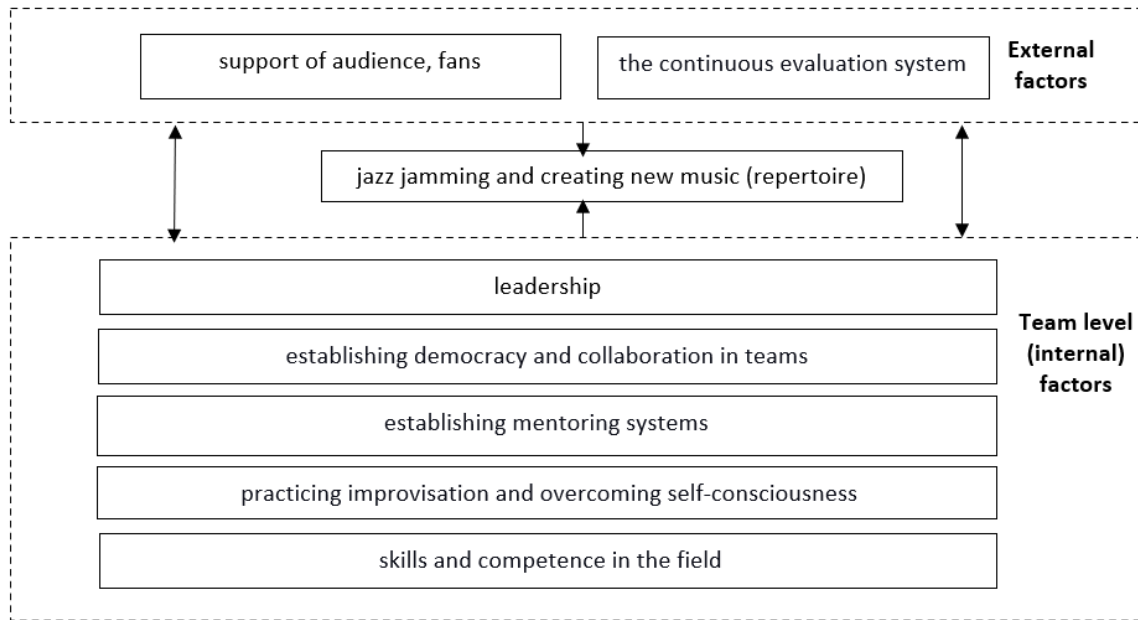 support of audience, fans
the continuous evaluation system
External
factors
jazz jamming and creating new music (repertoire)
leadership
establishing democracy and collaboration in teams
Team level
(internal)
factors
establishing mentoring systems
practicing improvisation and overcoming self-consciousness
skills and competence in the field